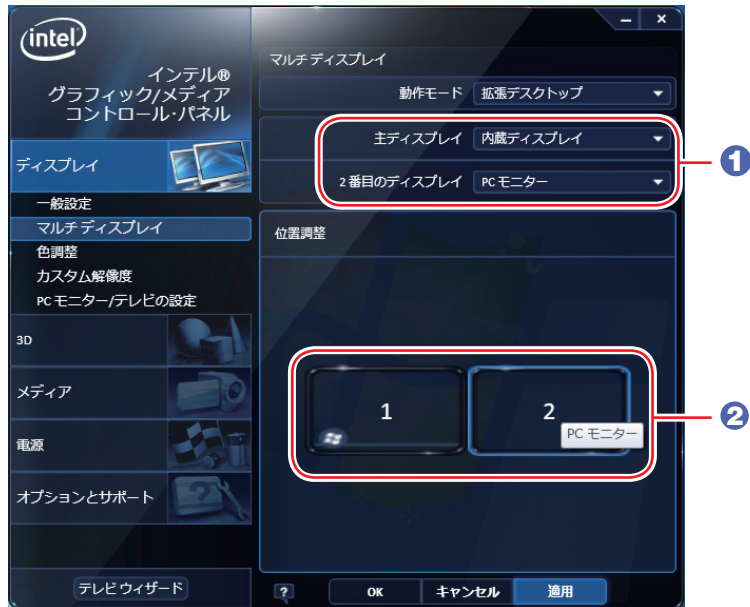 intel
インテル®
グラフィック/メディア
コントロール・パネル
ディスプレイ
一般設定
マルチディスプレイ
色調整
カスタム解像度
PC モニター/テレビの設定
3D
メディア
電源
オプションとサポート
テレビ ウィザード
マルチ ディスプレイ
動作モード 拡張デスクトップ
主ディスプレイ 内蔵ディスプレイ
2 番目のディスプレイ PC モニター
1
位置調整
1
2
PC モニター
2
?
OK
キャンセル
適用